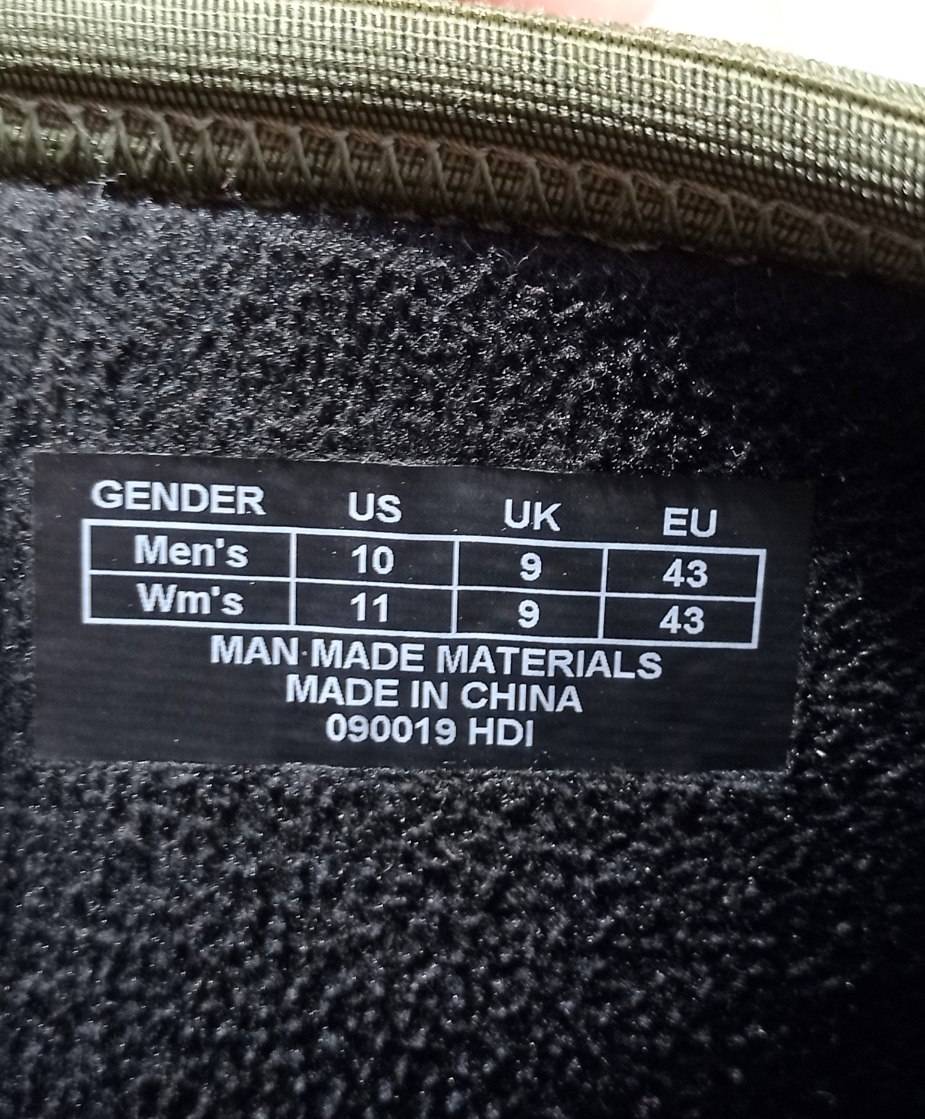 GENDER US UK EU
Men's 10 9 43
Wm's 11 9 43
MAN-MADE MATERIALS
MADE IN CHINA
090019 HDI